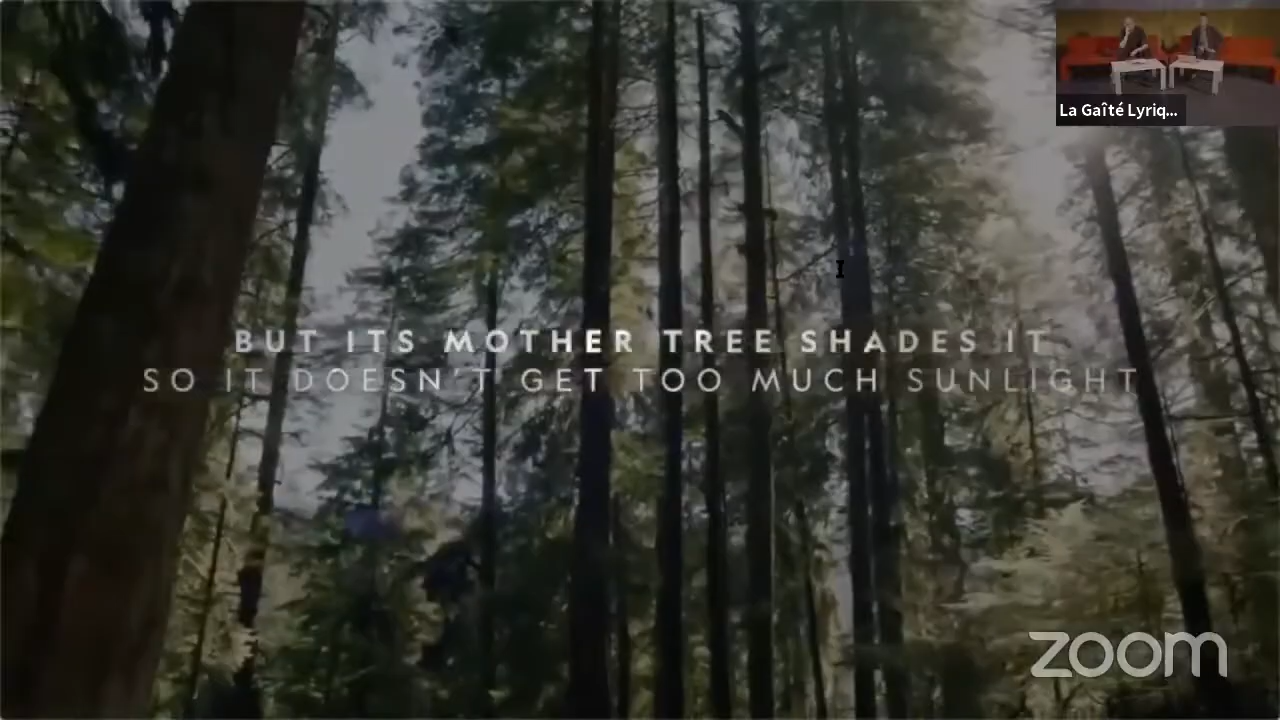 La Gaîté Lyriq...
BUT ITS MOTHER TREE SHADES IT
SO IT DOESN'T GET TOO MUCH SUNLIGHT
zoom